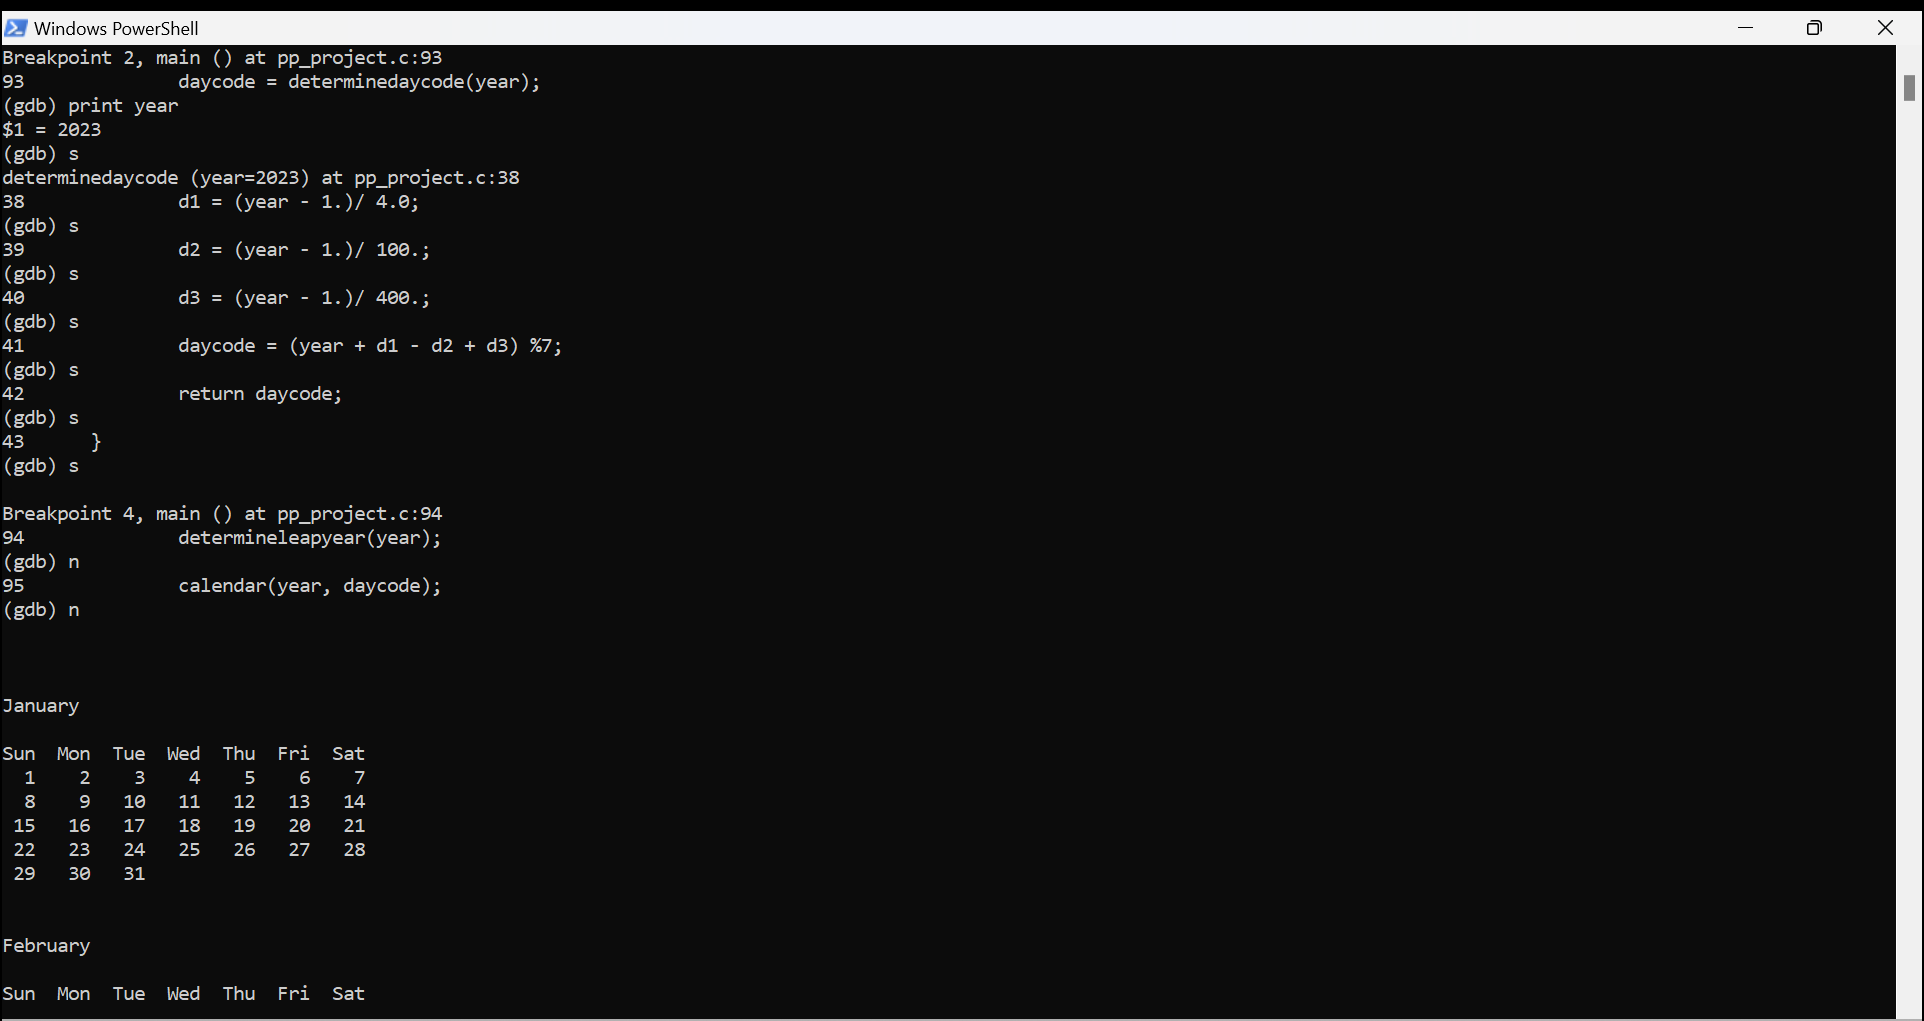 Windows PowerShell
Breakpoint 2, main () at pp_project.c:93
93              daycode = determinedaycode(year);
(gdb) print year
$1 = 2023
(gdb) s
determinedaycode (year=2023) at pp_project.c:38
38              d1 = (year - 1.)/ 4.0;
(gdb) s
39              d2 = (year - 1.)/ 100.;
(gdb) s
40              d3 = (year - 1.)/ 400.;
(gdb) s
41              daycode = (year + d1 - d2 + d3) %7;
(gdb) s
42              return daycode;
(gdb) s
43      }
(gdb) s
Breakpoint 4, main () at pp_project.c:94
94              determineleapyear(year);
(gdb) n
95              calendar(year, daycode);
(gdb) n
January
Sun  Mon  Tue  Wed  Thu  Fri  Sat
  1    2    3    4    5    6    7
  8    9   10   11   12   13   14
 15   16   17   18   19   20   21
 22   23   24   25   26   27   28
 29   30   31
February
Sun  Mon  Tue  Wed  Thu  Fri  Sat